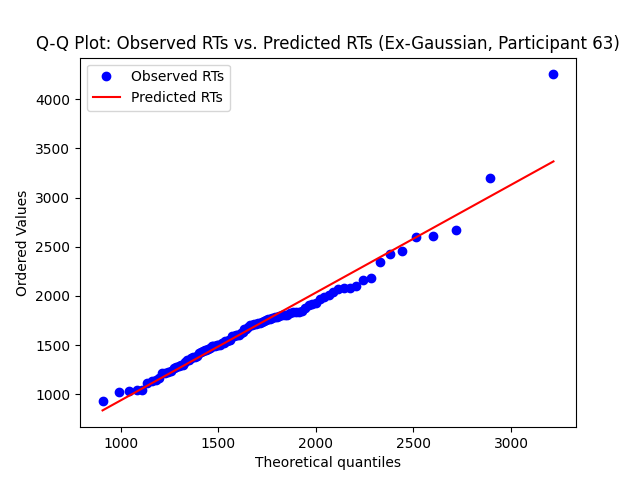 Q-Q Plot: Observed RTs vs. Predicted RTs (Ex-Gaussian, Participant 63)
Observed RTs
Predicted RTs
4000
3500
3000
2500
2000
1500
1000
Ordered Values
1000 1500 2000 2500 3000
Theoretical quantiles